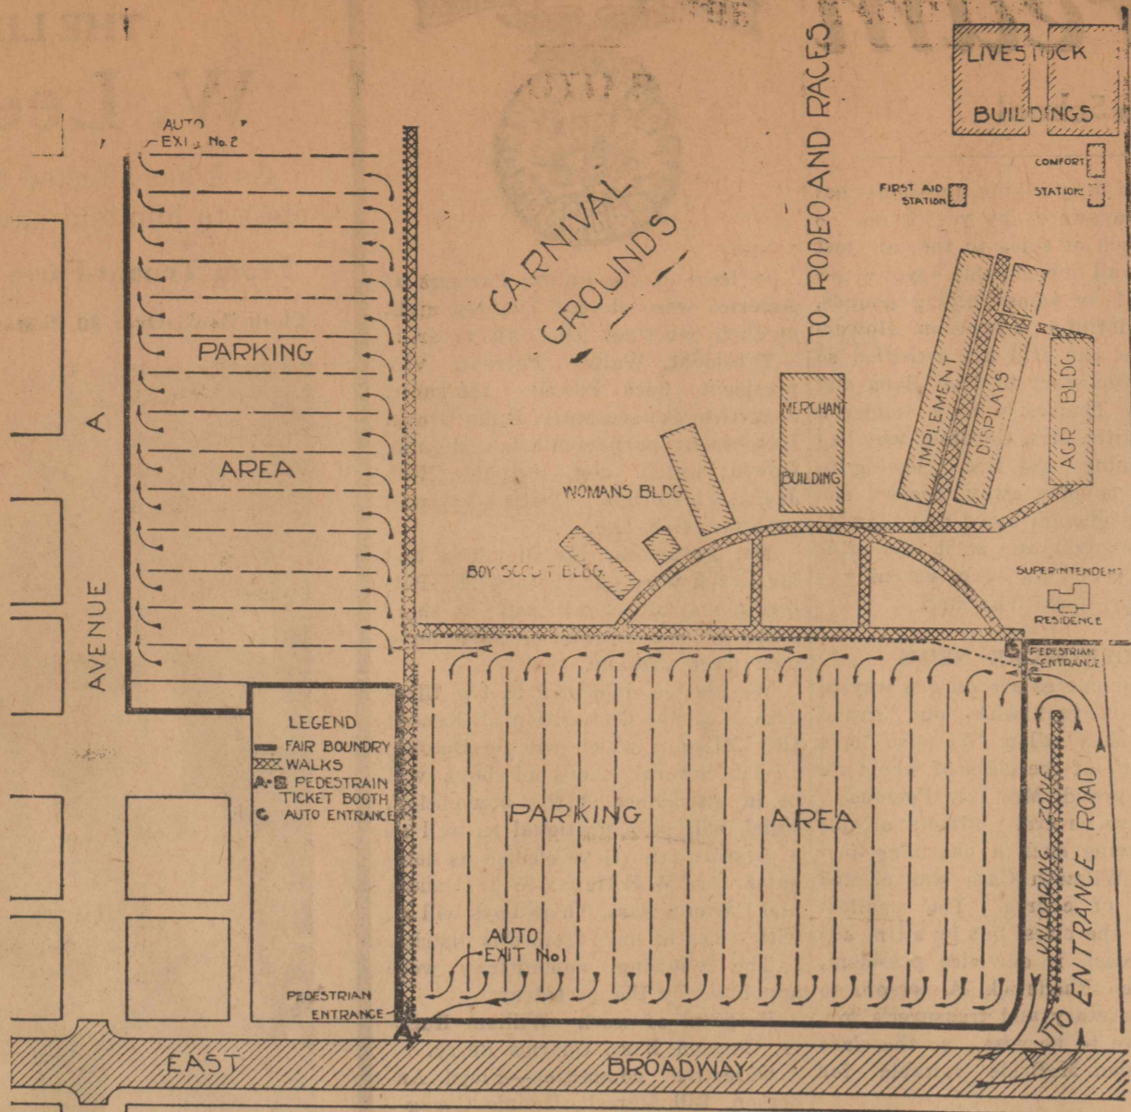 LIVESTOCK
BUILDINGS
COMFORT
STATION
FIRST AID
STATION
TO RODEO AND RACES
AUTO
EXIT No. 2
CARNIVAL
GROUNDS
PARKING
AREA
IMPLEMENT
DISPLAYS
AGR BLDG
MERCHANT
BUILDING
WOMANS BLDG
BOY SCOUT BLDG.
SUPERINTENDENT
RESIDENCE
AVENUE A
PEDESTRIAN
ENTRANCE
LEGEND
FAIR BOUNDRY
WALKS
A-B PEDESTRAIN
TICKET BOOTH
C AUTO ENTRANCE
PARKING AREA
UNLOARING ZONE
AUTO ENTRANCE ROAD
AUTO
EXIT No1
PEDESTRIAN
ENTRANCE
A
EAST BROADWAY